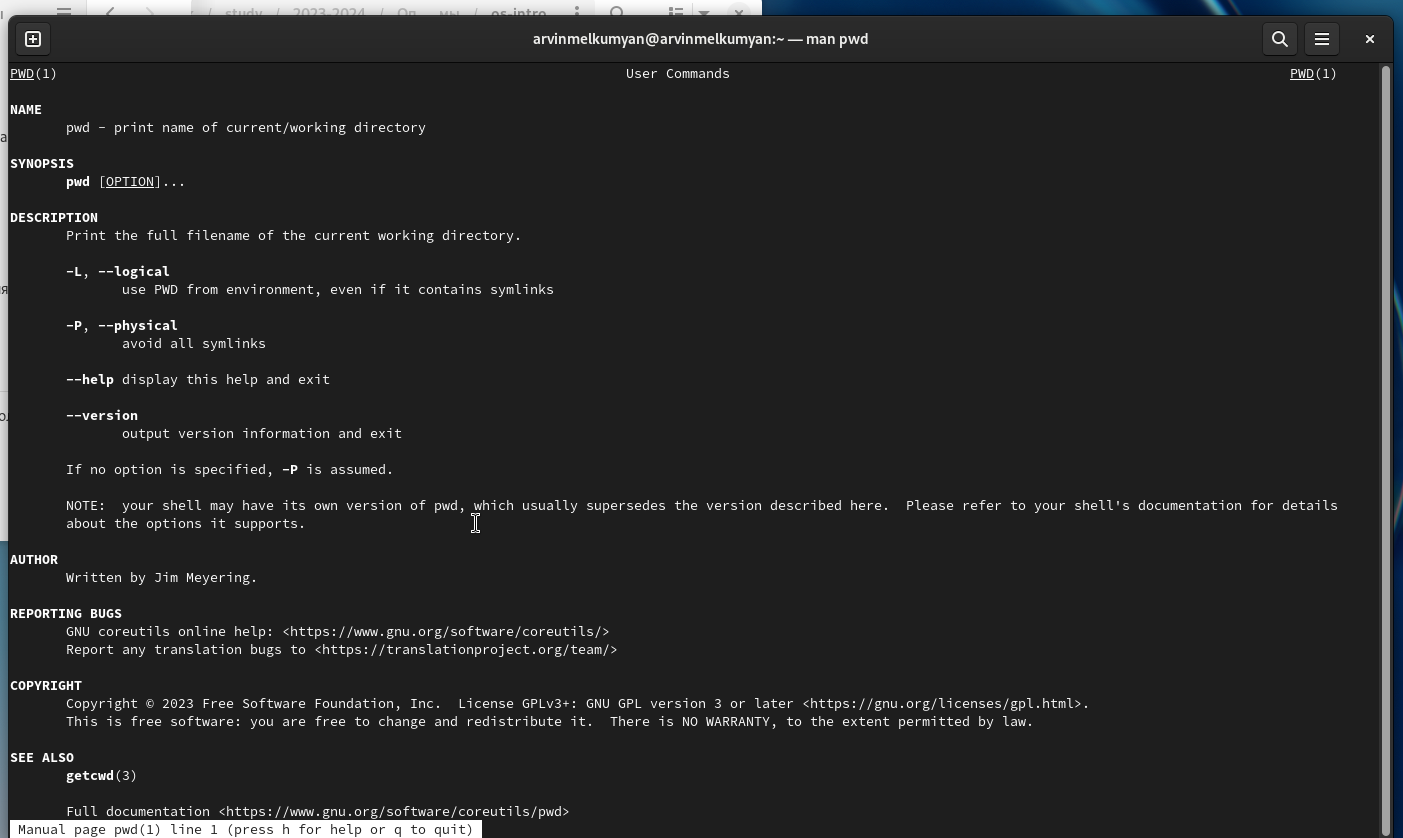 study / 2023-2024 / Оп мы / os-intro
arvinmelkumyan@arvinmelkumyan:~ — man pwd
PWD(1) User Commands PWD(1)
NAME
pwd - print name of current/working directory
SYNOPSIS
pwd [OPTION]...
DESCRIPTION
Print the full filename of the current working directory.
-L, --logical
use PWD from environment, even if it contains symlinks
-P, --physical
avoid all symlinks
--help display this help and exit
--version
output version information and exit
If no option is specified, -P is assumed.
NOTE:  your shell may have its own version of pwd, which usually supersedes the version described here.  Please refer to your shell's documentation for details
about the options it supports.
AUTHOR
Written by Jim Meyering.
REPORTING BUGS
GNU coreutils online help: <https://www.gnu.org/software/coreutils/>
Report any translation bugs to <https://translationproject.org/team/>
COPYRIGHT
Copyright © 2023 Free Software Foundation, Inc.  License GPLv3+: GNU GPL version 3 or later <https://gnu.org/licenses/gpl.html>.
This is free software: you are free to change and redistribute it.  There is NO WARRANTY, to the extent permitted by law.
SEE ALSO
getcwd(3)
Full documentation <https://www.gnu.org/software/coreutils/pwd>
Manual page pwd(1) line 1 (press h for help or q to quit)